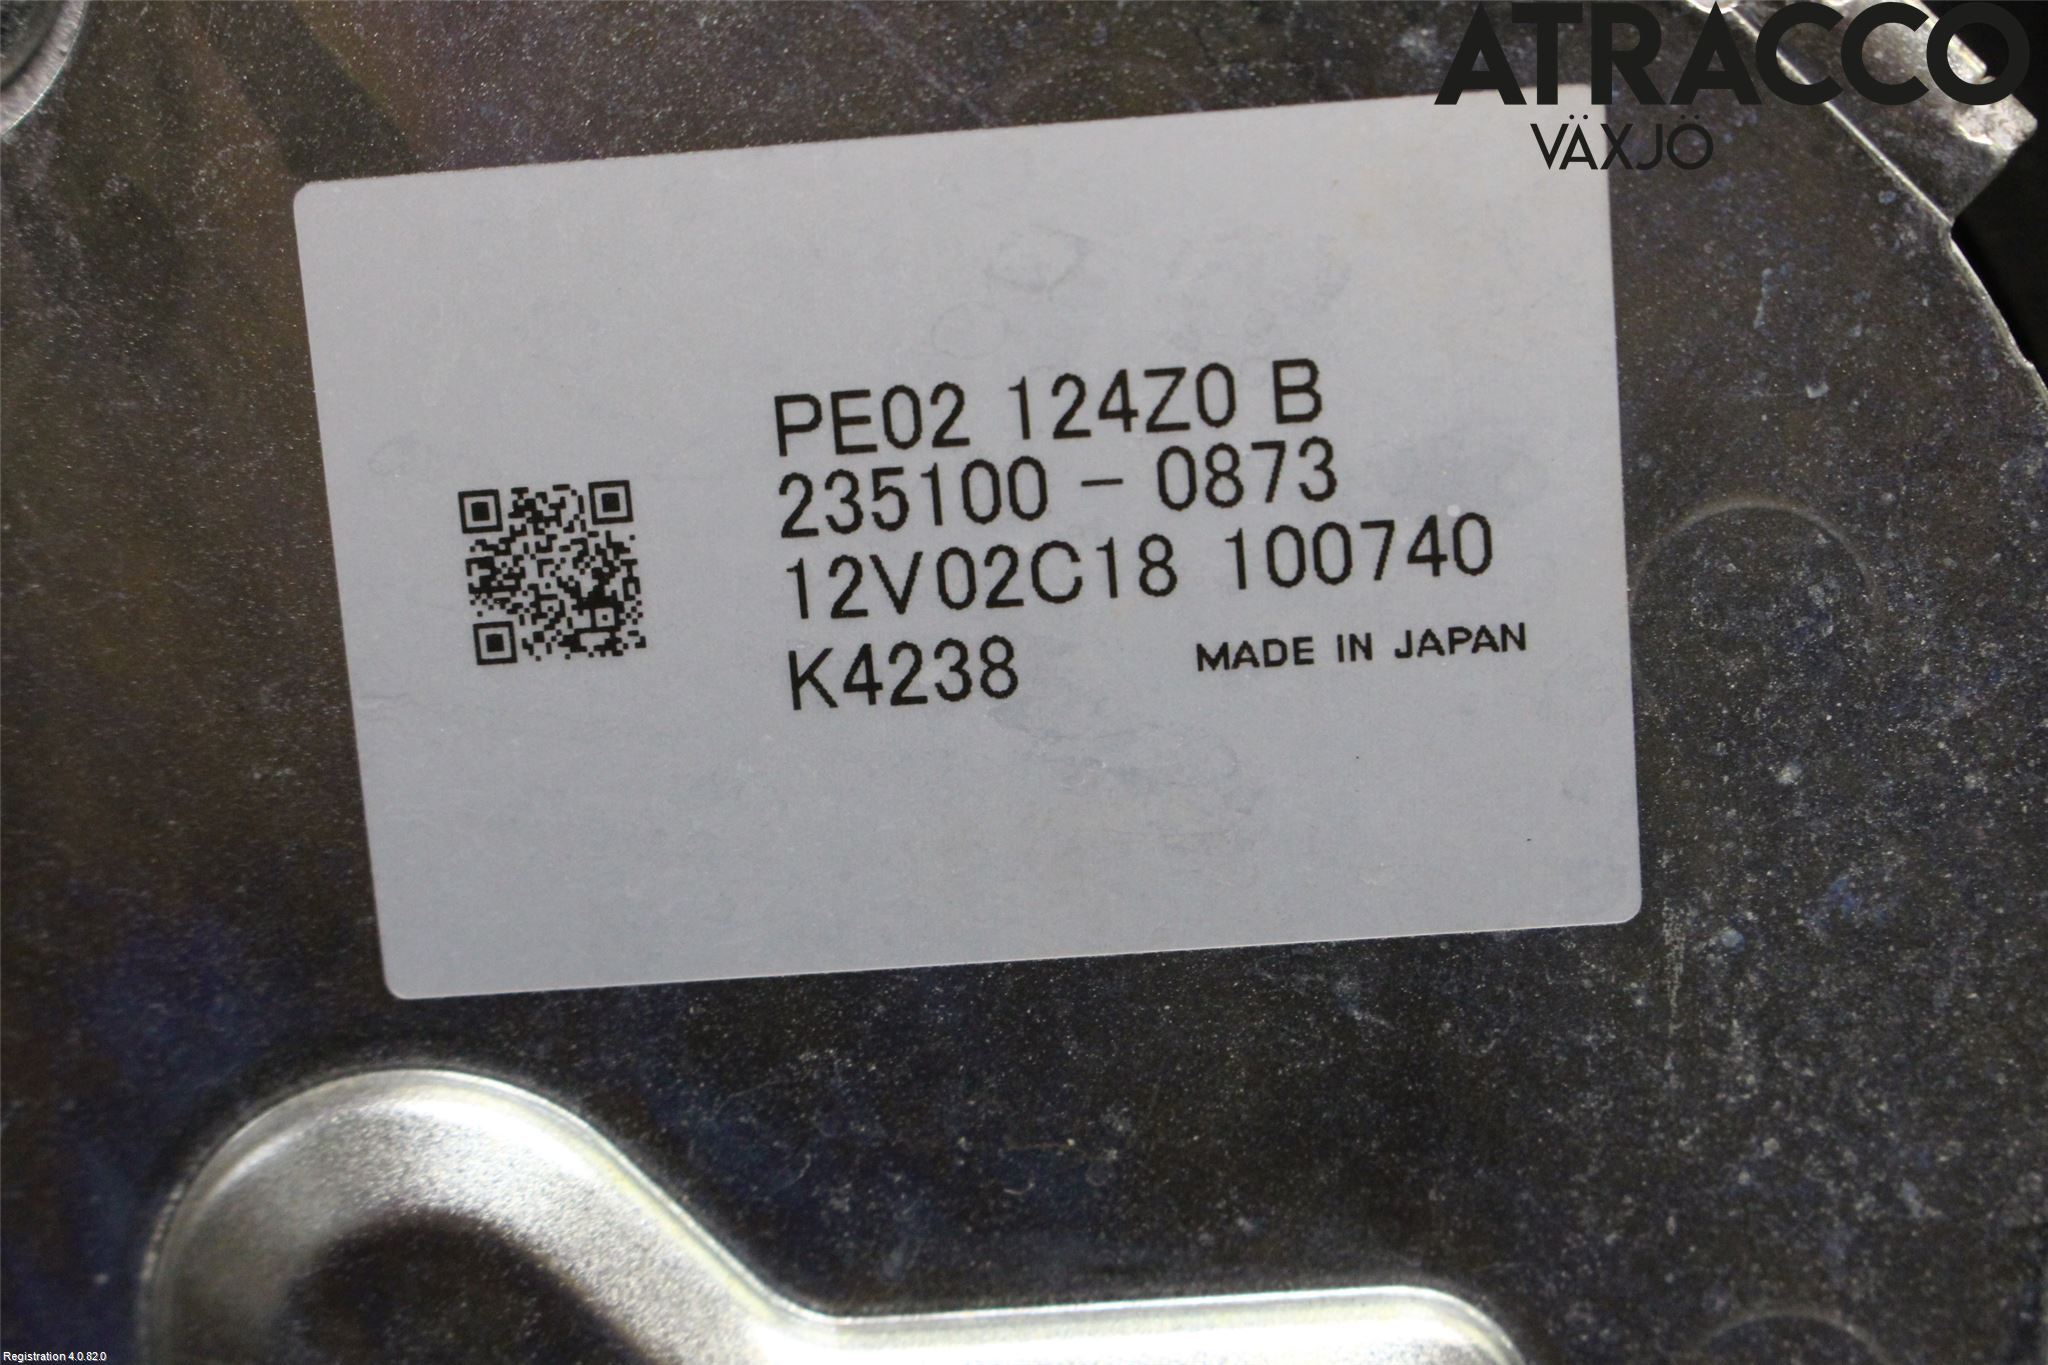 ATRACCO
VÄXJÖ
PE02 124Z0 B
235100-0873
12V02C18 100740
K4238 MADE IN JAPAN
Registration 4.0.82.0